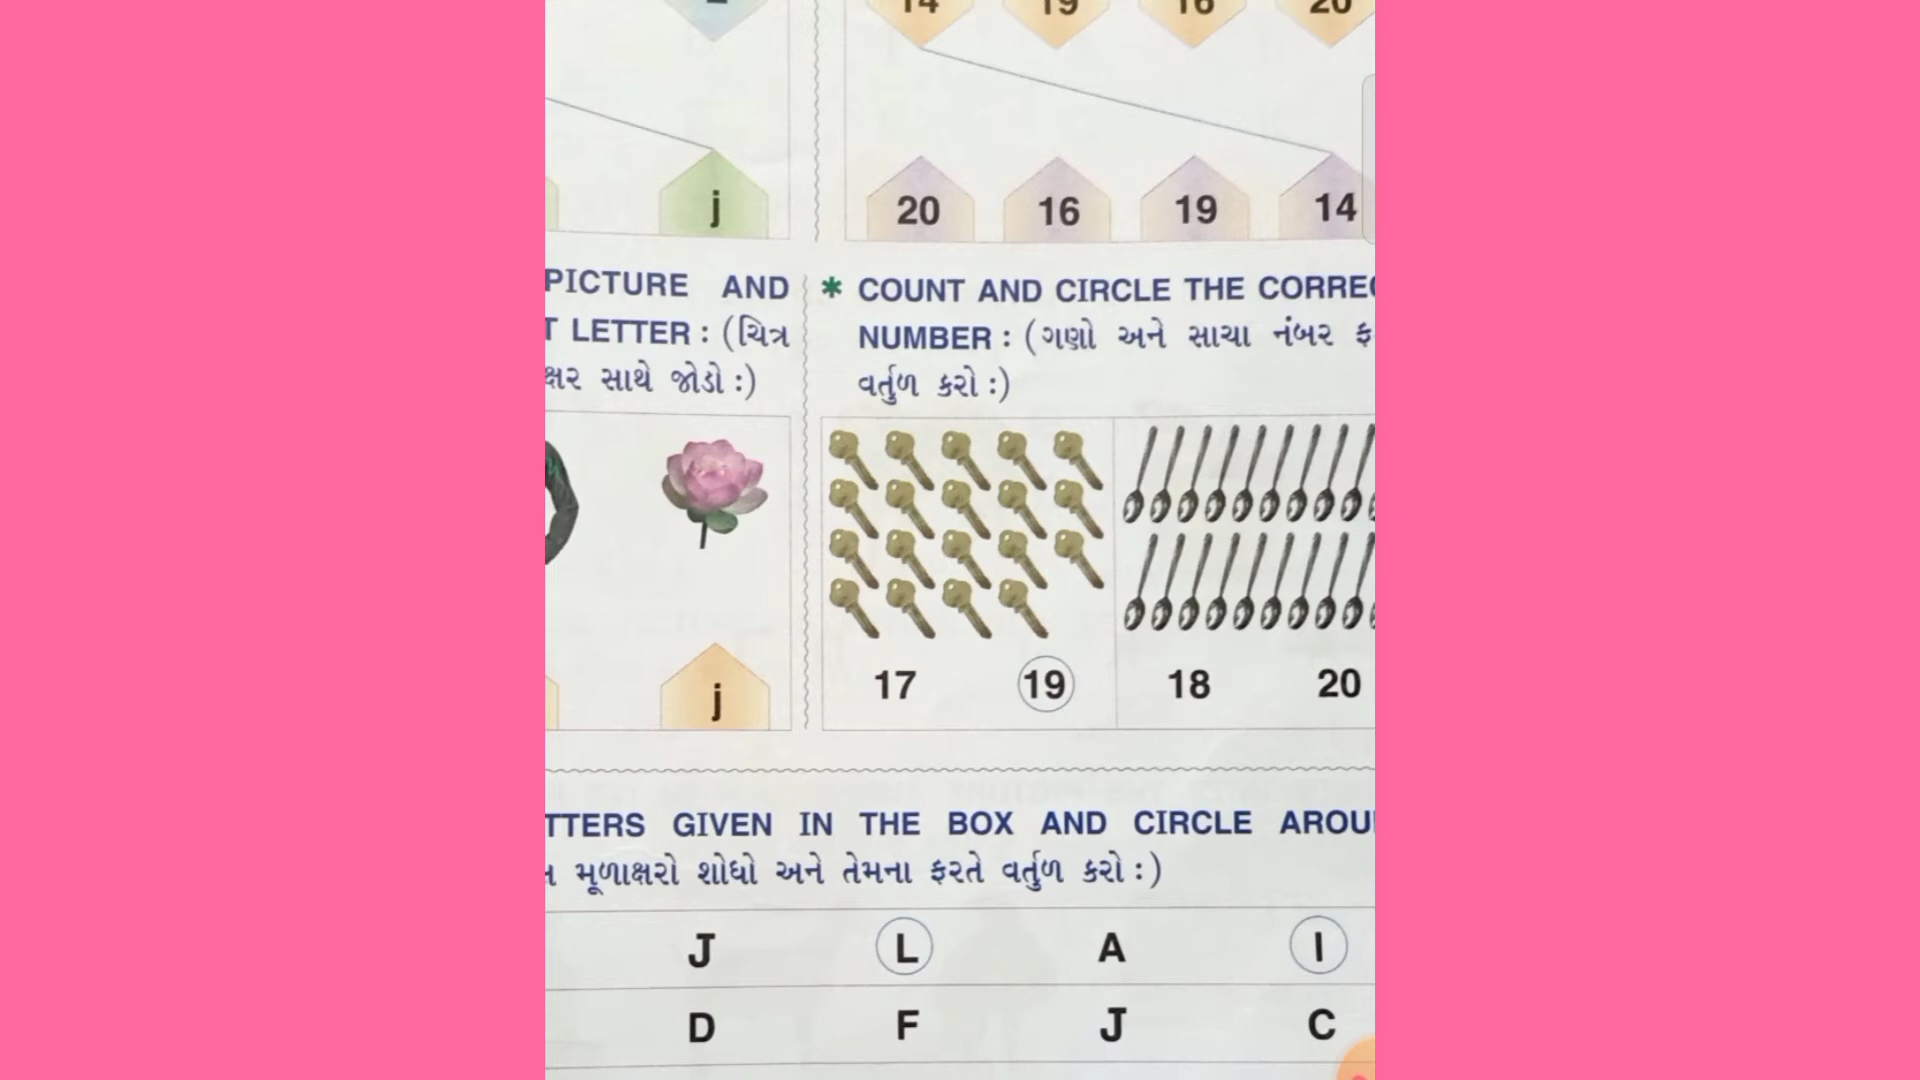 14 19 16 20
j
20 16 19 14
PICTURE AND
T LETTER : (ચિત્ર
ક્ષર સાથે જોડો :)
j
* COUNT AND CIRCLE THE CORREC
NUMBER : (ગણો અને સાચા નંબર ફ
વર્તુળ કરો :)
17 19
18 20
TTERS GIVEN IN THE BOX AND CIRCLE AROU
મૂળાક્ષરો શોધો અને તેમના ફરતે વર્તુળ કરો :)
J L A I
D F J C